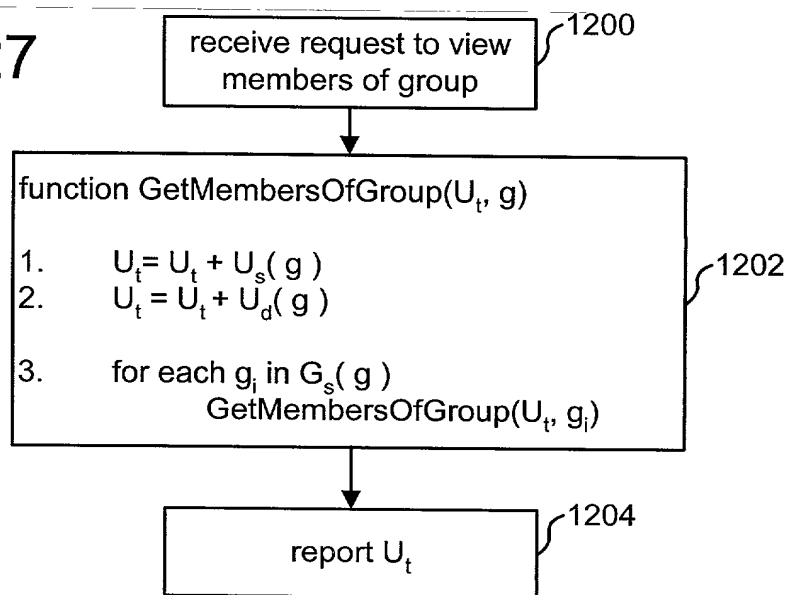 7
receive request to view
members of group
1200
function GetMembersOfGroup(Uₜ, g)
1. Uₜ= Uₜ + Uₛ( g )
2. Uₜ = Uₜ + U_d( g )
1202
3. for each gᵢ in Gₛ( g )
GetMembersOfGroup(Uₜ, gᵢ)
1204
report Uₜ